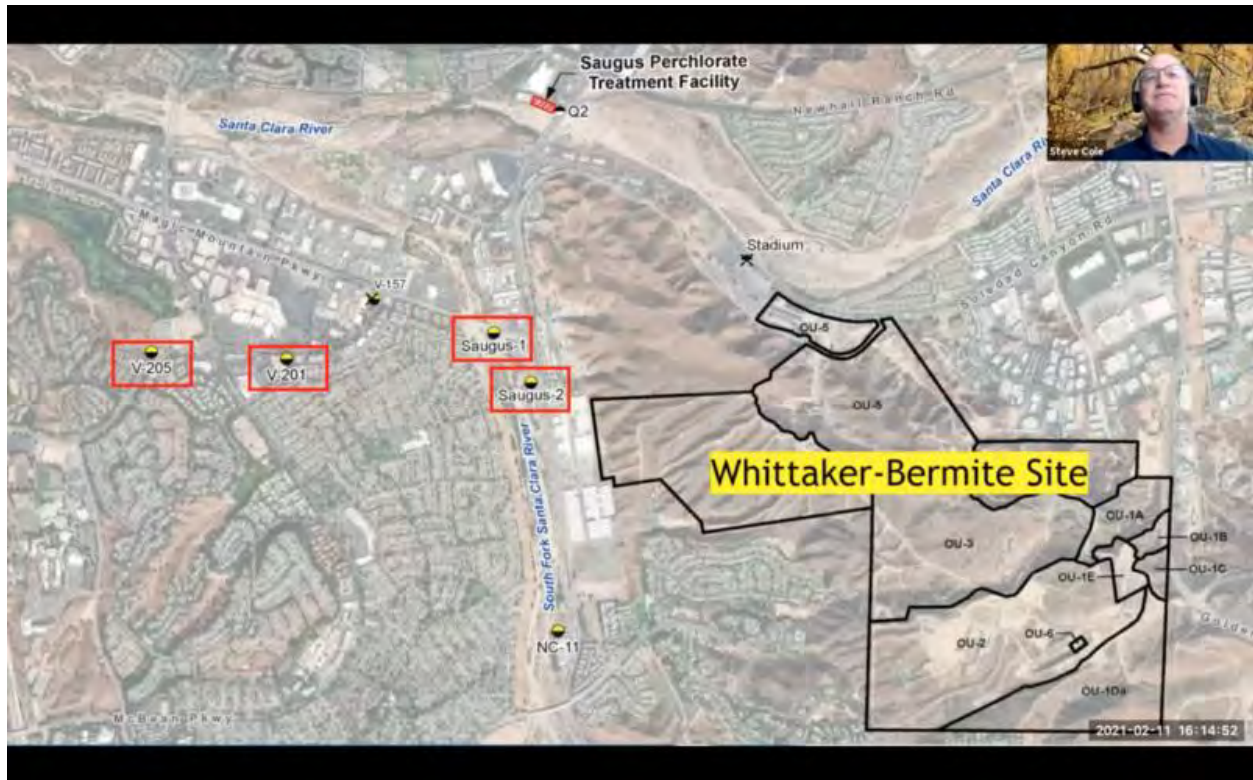 Saugus Perchlorate
Treatment Facility
Q2
Newhall Ranch Rd
Santa Clara River
Steve Cole
Santa Clara
Magic Mountain Pkwy
Stadium
Soledad Canyon Rd
V-157
OU-5
Saugus-1
V-205
V-201
Saugus-2
OU-5
Whittaker-Bermite Site
South Fork Santa Clara River
OU-1A
OU-1B
OU-3
OU-1E
OU-1C
NC-11
OU-2
OU-6
OU-1Da
McBean Pkwy
2021-02-11 16:14:52